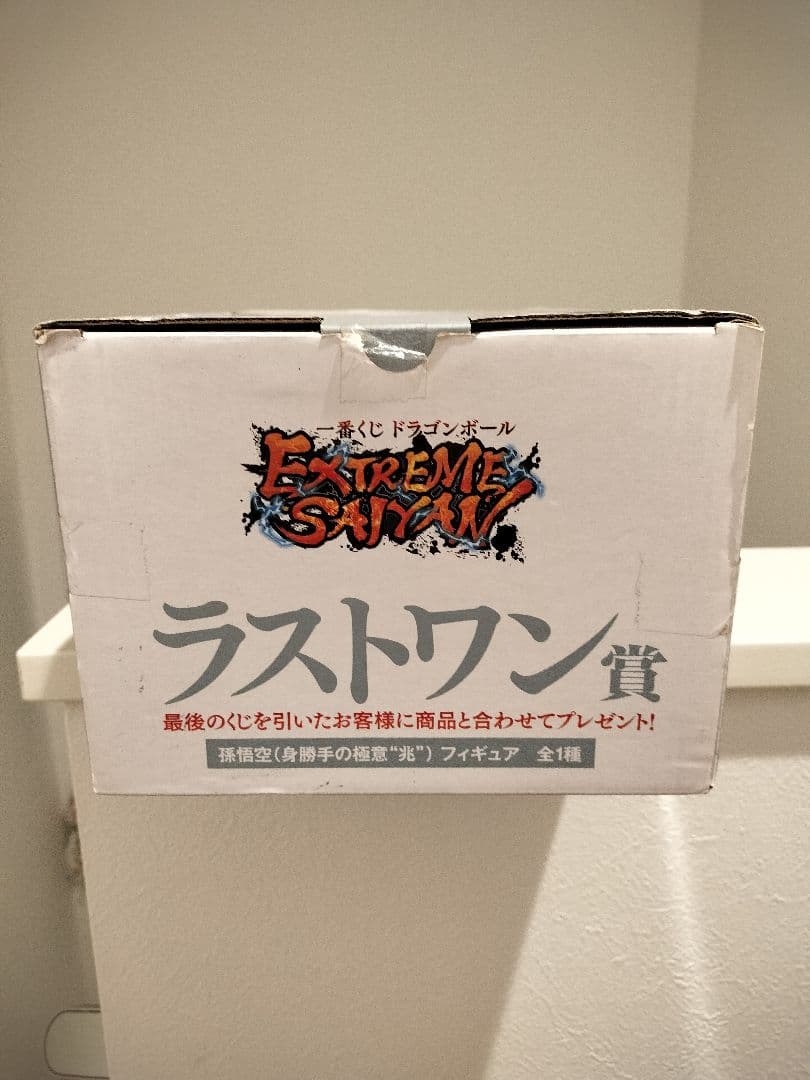 一番くじ ドラゴンボール
EXTREME
SAIYAN
ラストワン賞
最後のくじを引いたお客様に商品と合わせてプレゼント!
孫悟空(身勝手の極意“兆”) フィギュア 全1種